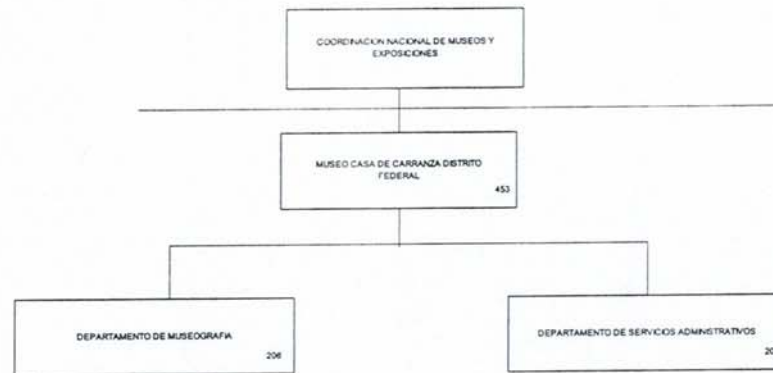 COORDINACION NACIONAL DE MUSEOS Y
EXPOSICIONES
MUSEO CASA DE CARRANZA DISTRITO
FEDERAL
453
DEPARTAMENTO DE MUSEOGRAFIA
206
DEPARTAMENTO DE SERVICIOS ADMINISTRATIVOS